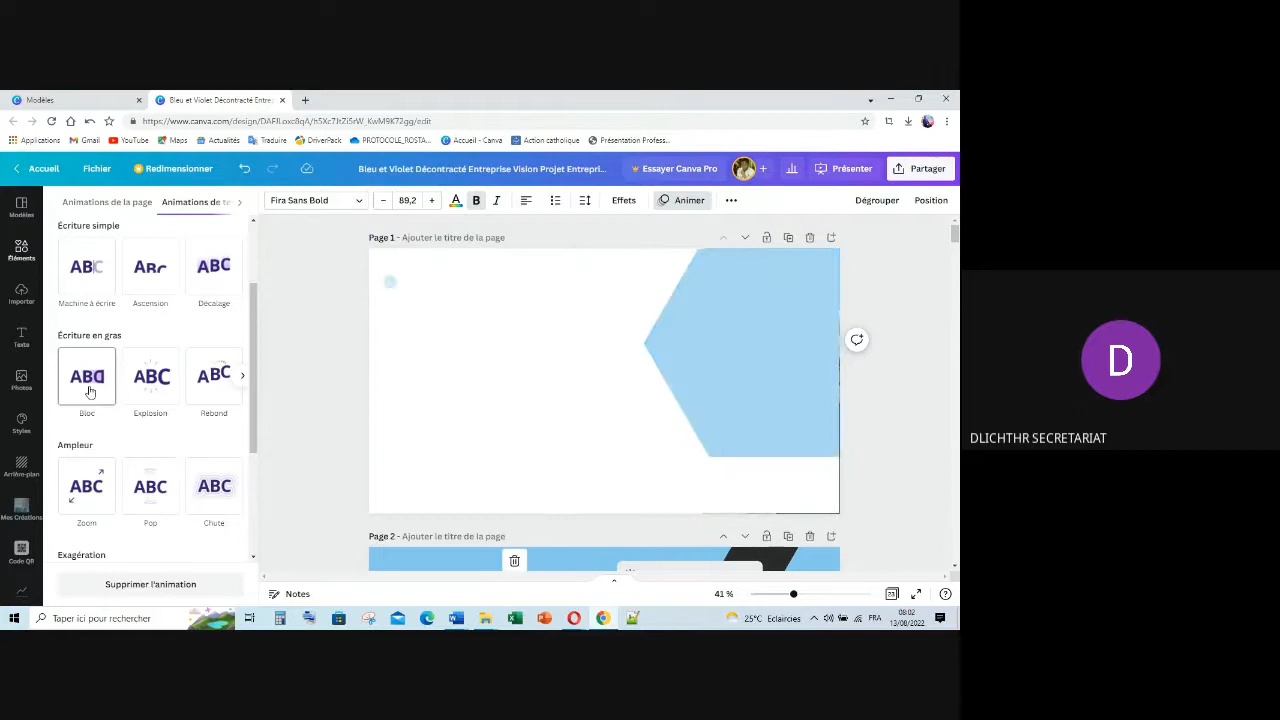 Modèles
Bleu et Violet Décontracté Entre
https://www.canva.com/design/DAFJLoxc8qA/h5Xc7JtZi5rW_KwM9K72gg/edit
Applications
Gmail
YouTube
Maps
Actualités
Traduire
DriverPack
PROTOCOLE_ROSTA...
Accueil - Canva
Action catholique
Présentation Profess...
Accueil
Fichier
Redimensionner
Bleu et Violet Décontracté Entreprise Vision Projet Entrepri...
Essayer Canva Pro
Présenter
Partager
Animations de la page
Animations de te
Fira Sans Bold
89,2
A
B
I
Effets
Animer
Dégrouper
Position
Modèles
Éléments
Importer
Texte
Photos
Styles
Arrière-plan
Mes Créations
Code QR
Écriture simple
ABC
ABC
ABC
Machine à écrire
Ascension
Décalage
Écriture en gras
ABC
ABC
Bloc
Explosion
Rebond
Ampleur
ABC
ABC
ABC
Zoom
Pop
Chute
Exagération
Supprimer l'animation
Page 1 - Ajouter le titre de la page
Page 2 - Ajouter le titre de la page
Notes
41 %
23
Taper ici pour rechercher
25°C Eclaircies
FRA
08:02
13/08/2022
D
DLICHTHR SECRETARIAT